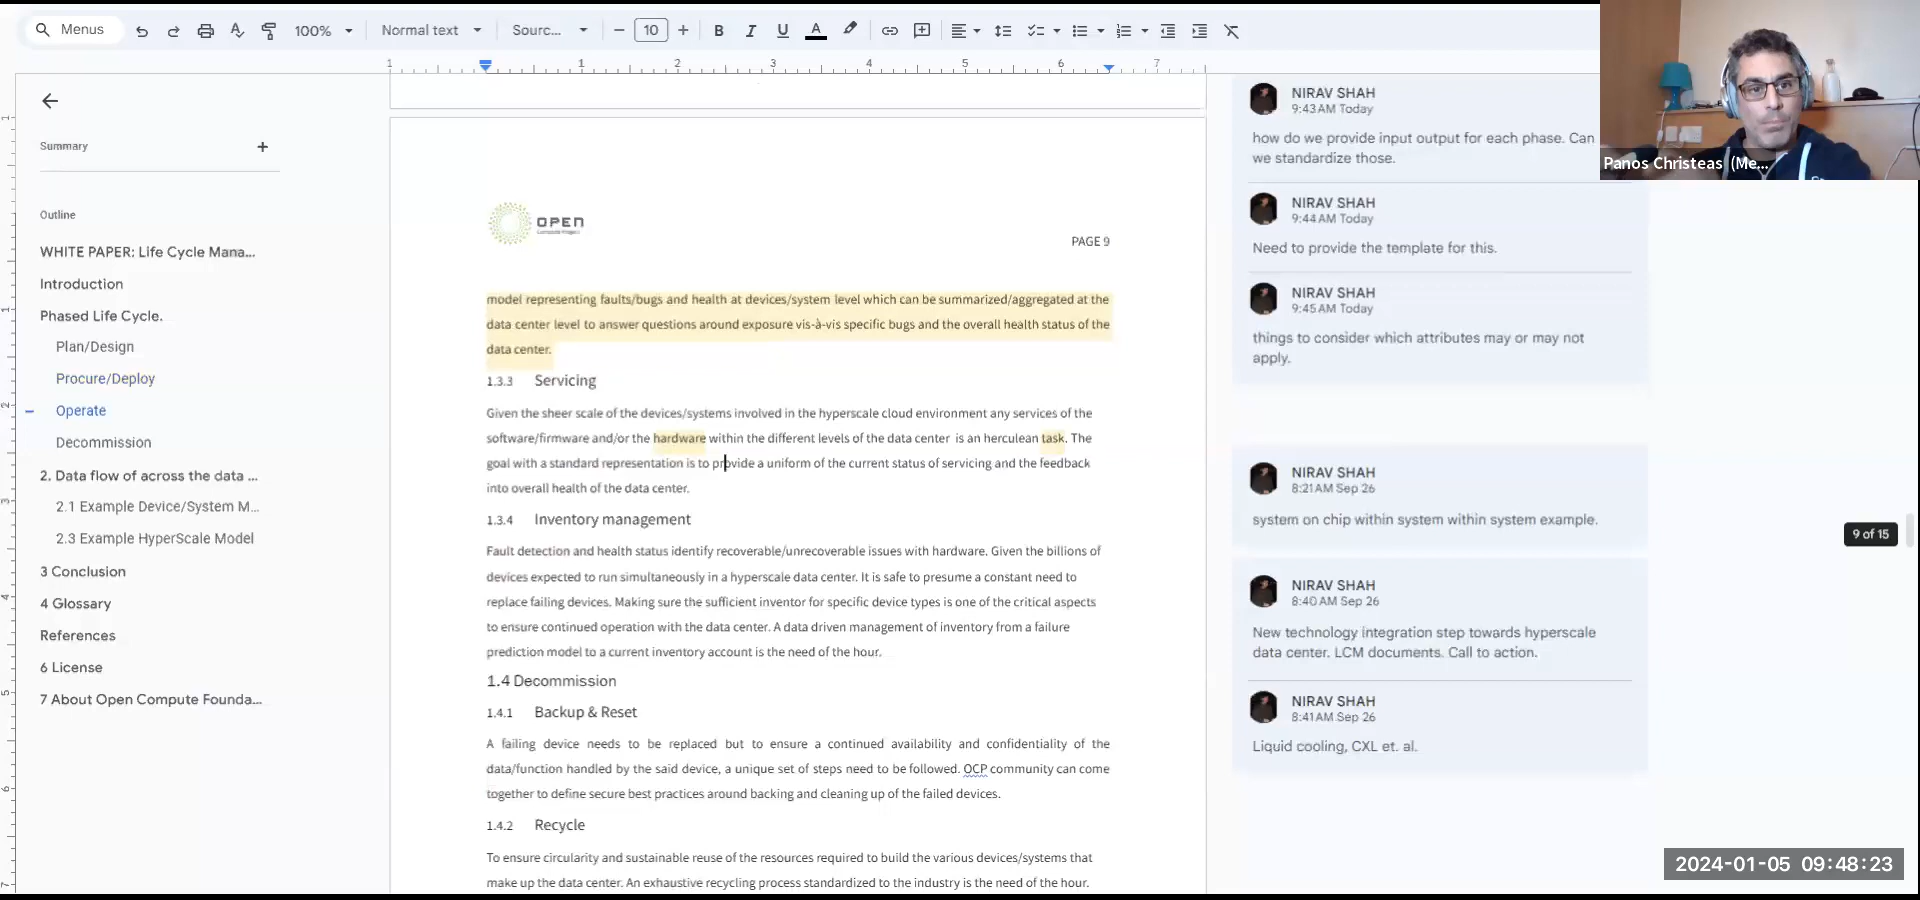 Menus
100%
Normal text
Sourc...
10
B I U A
1 1 2 3 4 5 6 7
Summary
Outline
WHITE PAPER: Life Cycle Mana...
Introduction
Phased Life Cycle.
Plan/Design
Procure/Deploy
Operate
Decommission
2. Data flow of across the data ...
2.1 Example Device/System M...
2.3 Example HyperScale Model
3 Conclusion
4 Glossary
References
6 License
7 About Open Compute Founda...
OPEN
Compute Project
PAGE 9
model representing faults/bugs and health at devices/system level which can be summarized/aggregated at the
data center level to answer questions around exposure vis-à-vis specific bugs and the overall health status of the
data center.
1.3.3 Servicing
Given the sheer scale of the devices/systems involved in the hyperscale cloud environment any services of the
software/firmware and/or the hardware within the different levels of the data center is an herculean task. The
goal with a standard representation is to provide a uniform of the current status of servicing and the feedback
into overall health of the data center.
1.3.4 Inventory management
Fault detection and health status identify recoverable/unrecoverable issues with hardware. Given the billions of
devices expected to run simultaneously in a hyperscale data center. It is safe to presume a constant need to
replace failing devices. Making sure the sufficient inventor for specific device types is one of the critical aspects
to ensure continued operation with the data center. A data driven management of inventory from a failure
prediction model to a current inventory account is the need of the hour.
1.4 Decommission
1.4.1 Backup & Reset
A failing device needs to be replaced but to ensure a continued availability and confidentiality of the
data/function handled by the said device, a unique set of steps need to be followed. OCP community can come
together to define secure best practices around backing and cleaning up of the failed devices.
1.4.2 Recycle
To ensure circularity and sustainable reuse of the resources required to build the various devices/systems that
make up the data center. An exhaustive recycling process standardized to the industry is the need of the hour.
NIRAV SHAH
9:43 AM Today
how do we provide input output for each phase. Can
we standardize those.
NIRAV SHAH
9:44 AM Today
Need to provide the template for this.
NIRAV SHAH
9:45 AM Today
things to consider which attributes may or may not
apply.
NIRAV SHAH
8:21 AM Sep 26
system on chip within system within system example.
NIRAV SHAH
8:40 AM Sep 26
New technology integration step towards hyperscale
data center. LCM documents. Call to action.
NIRAV SHAH
8:41 AM Sep 26
Liquid cooling, CXL et. al.
9 of 15
Panos Christeas (Me...
2024-01-05 09:48:23